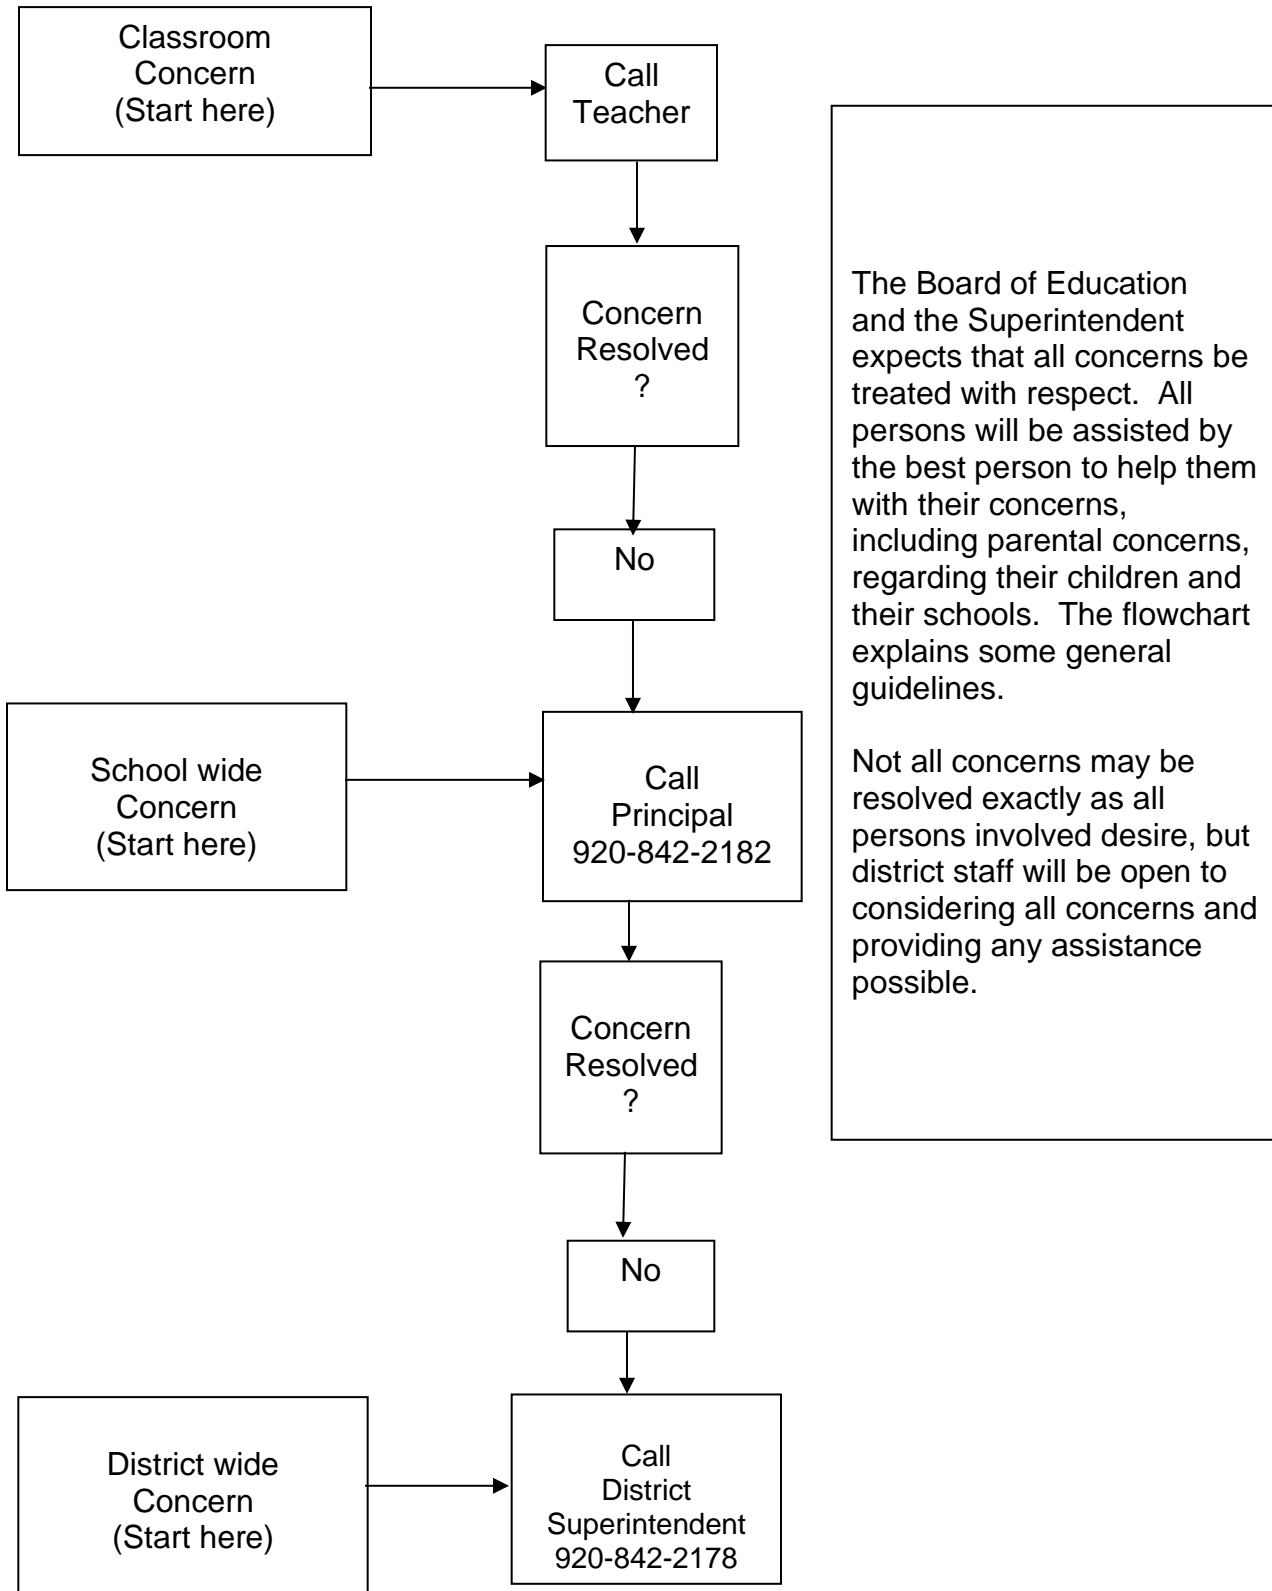 Classroom
Concern
(Start here)
Call
Teacher
Concern
Resolved
?
No
School wide
Concern
(Start here)
Call
Principal
920-842-2182
Concern
Resolved
?
No
District wide
Concern
(Start here)
Call
District
Superintendent
920-842-2178
The Board of Education
and the Superintendent
expects that all concerns be
treated with respect.  All
persons will be assisted by
the best person to help them
with their concerns,
including parental concerns,
regarding their children and
their schools.  The flowchart
explains some general
guidelines.
Not all concerns may be
resolved exactly as all
persons involved desire, but
district staff will be open to
considering all concerns and
providing any assistance
possible.